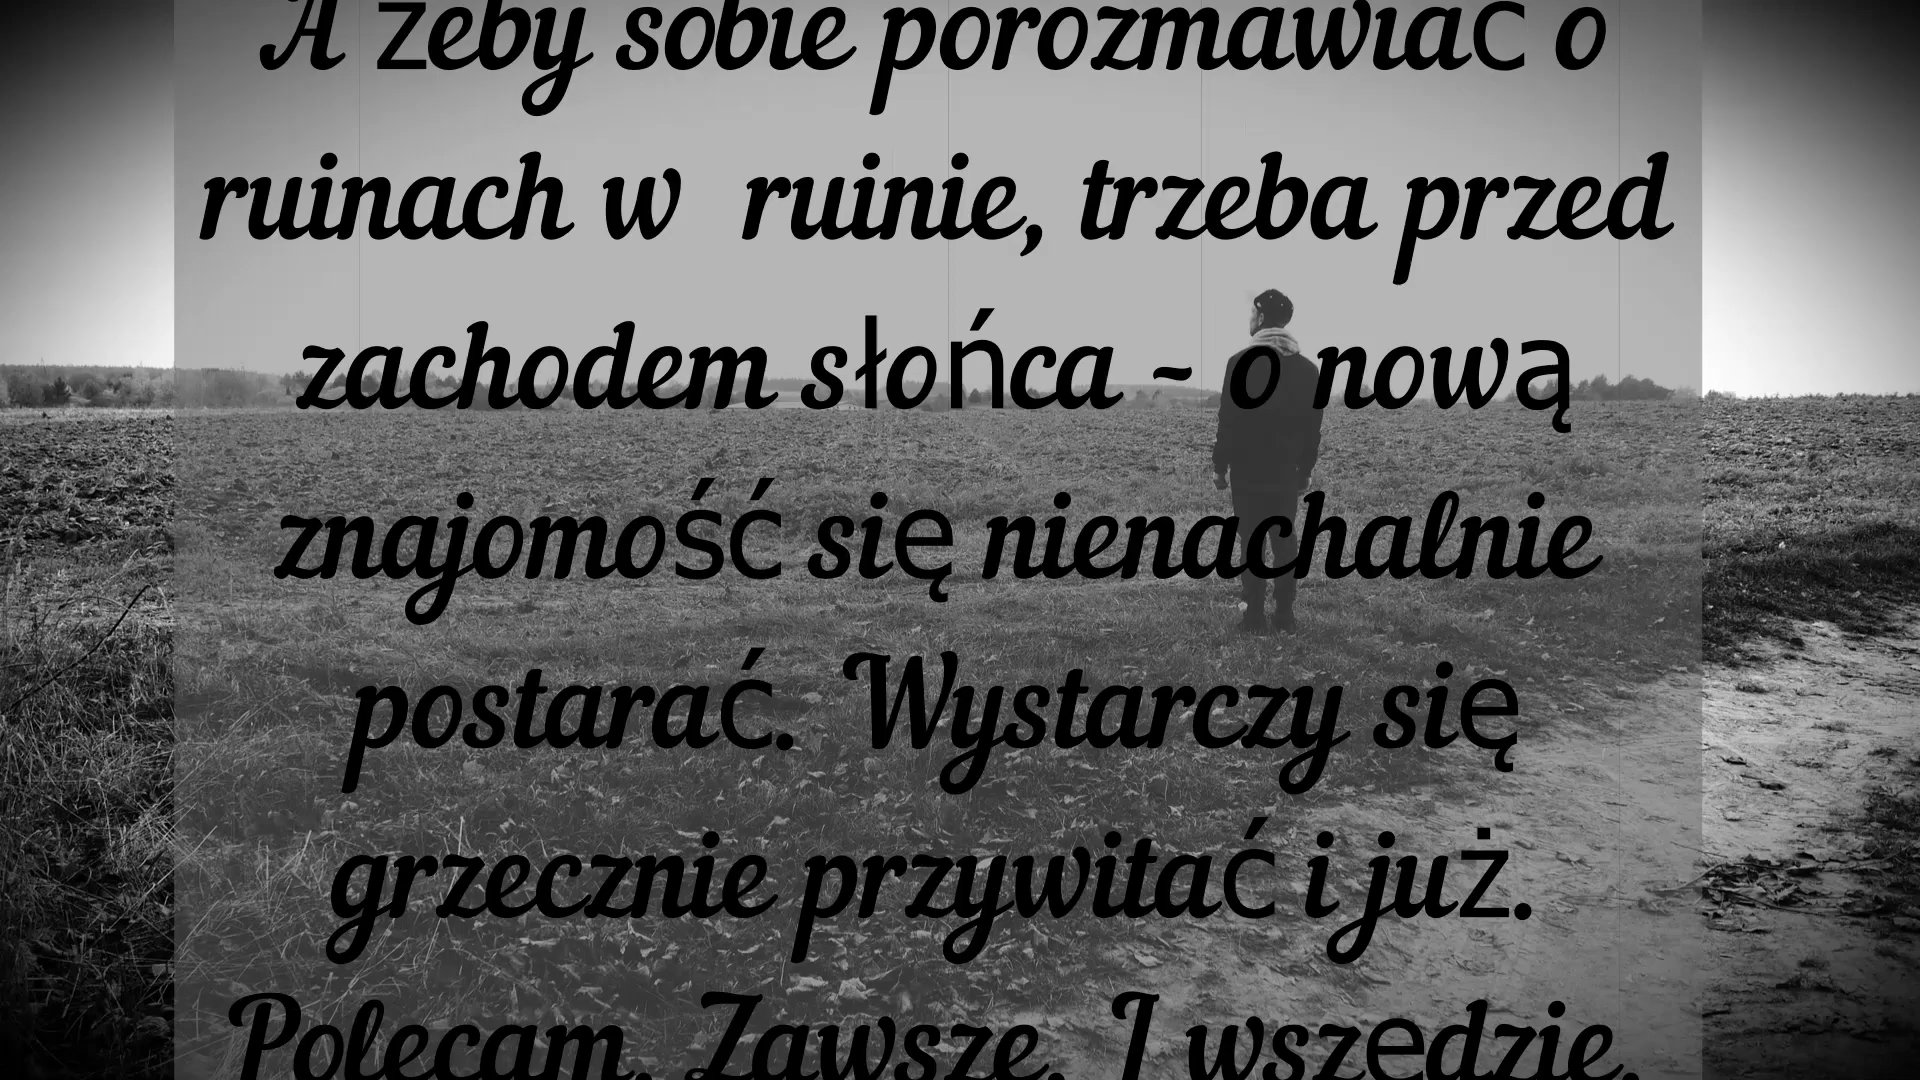 A żeby sobie porozmawiać o
ruinach w ruinie, trzeba przed
zachodem słońca - o nową
znajomość się nienachalnie
postarać. Wystarczy się
grzecznie przywitać i już.
Polecam. Zawsze. I wszędzie.